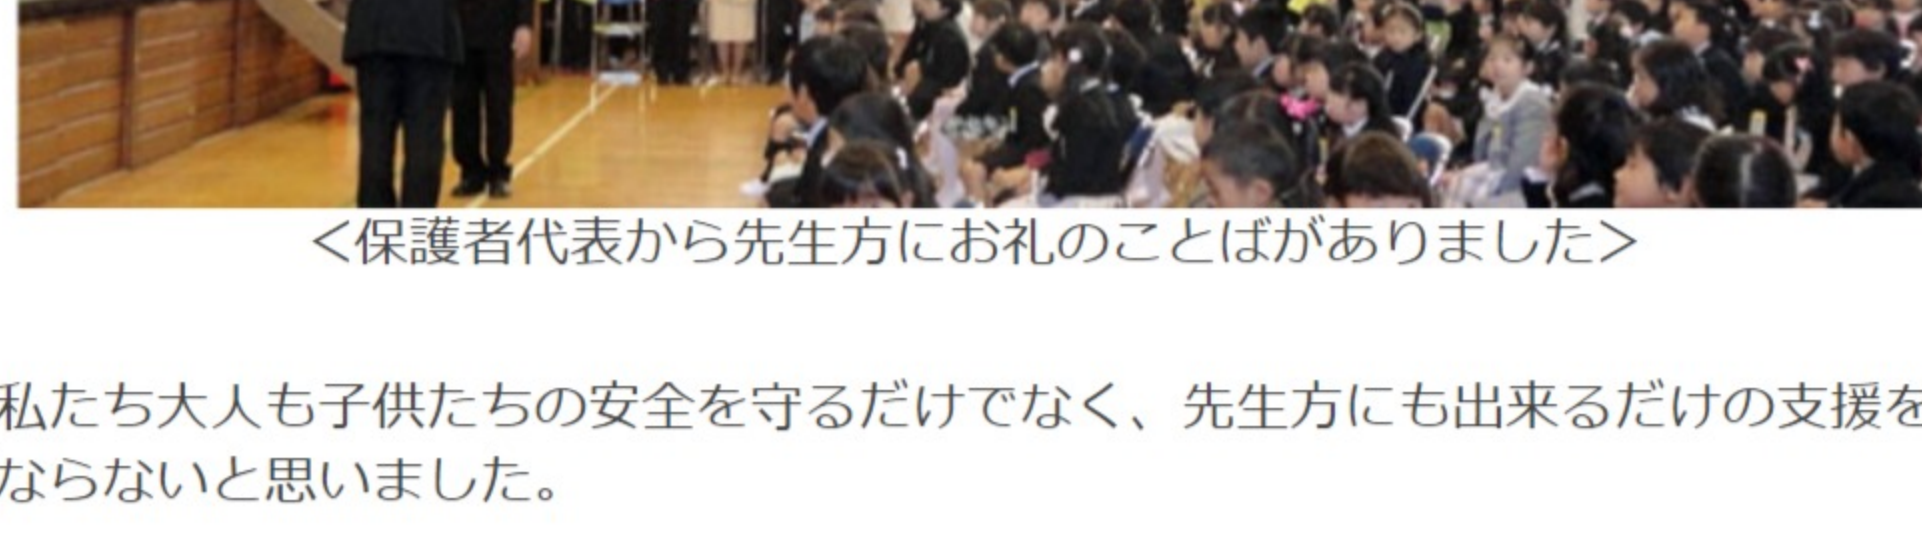 <保護者代表から先生方にお礼のことばがありました>
私たち大人も子供たちの安全を守るだけでなく、先生方にも出来るだけの支援を
ならないと思いました。